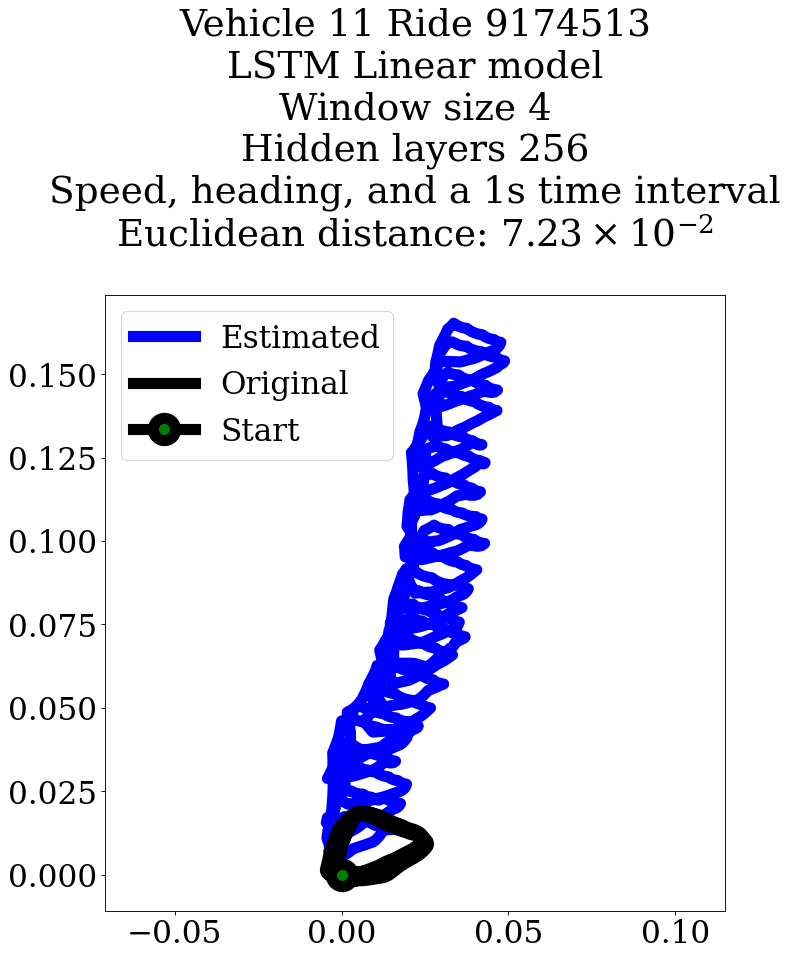 Vehicle 11 Ride 9174513
LSTM Linear model
Window size 4
Hidden layers 256
Speed, heading, and a 1s time interval
Euclidean distance: 7.23 × 10⁻²
Estimated
Original
Start
0.150
0.125
0.100
0.075
0.050
0.025
0.000
−0.05 0.00 0.05 0.10